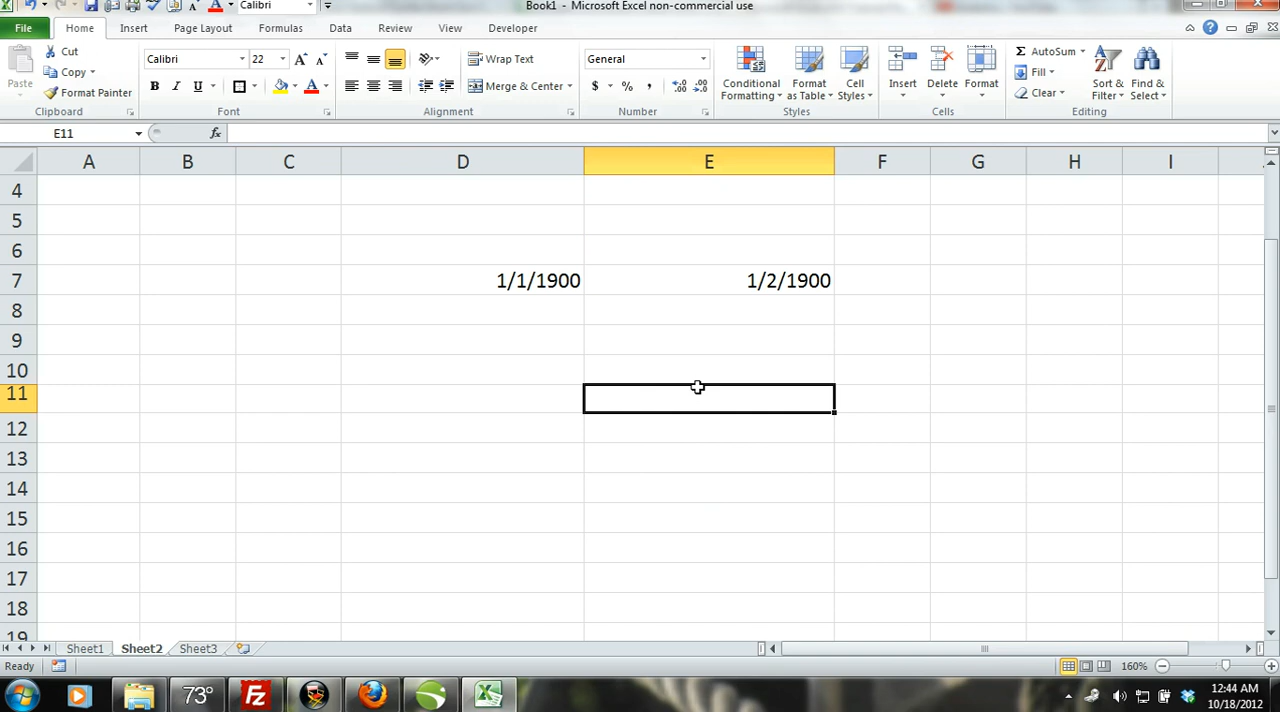 Calibri
Book1 - Microsoft Excel non-commercial use
File Home Insert Page Layout Formulas Data Review View Developer
Paste
Cut
Copy
Format Painter
Clipboard
Calibri 22
B I U A
Font
Wrap Text
Merge & Center
Alignment
General
$ % ,
Number
Conditional Formatting
Format as Table
Cell Styles
Styles
Insert Delete Format
Cells
AutoSum
Fill
Clear
Sort & Filter
Find & Select
Editing
E11 fx
A B C D E F G H I
4
5
6
7 1/1/1900 1/2/1900
8
9
10
11
12
13
14
15
16
17
18
19
Sheet1 Sheet2 Sheet3
Ready 160%
73°
FZ
12:44 AM
10/18/2012